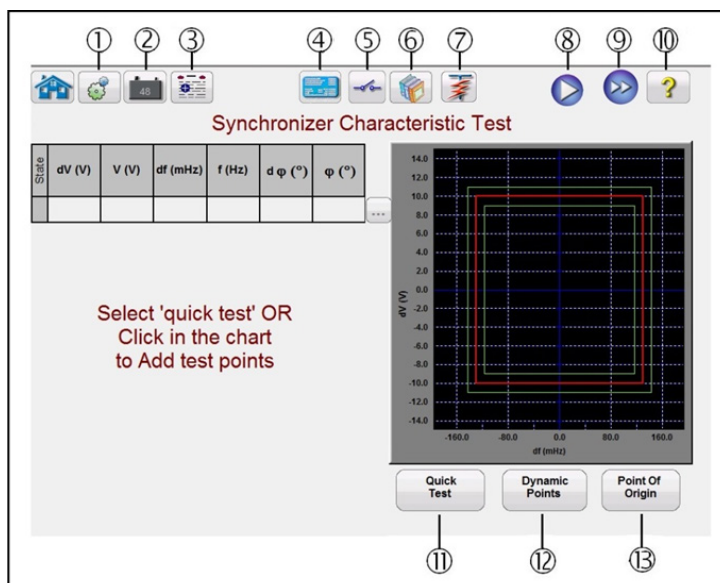 ① ② ③ ④ ⑤ ⑥ ⑦ ⑧ ⑨ ⑩
48 ?
Synchronizer Characteristic Test
State dV (V) V (V) df (mHz) f (Hz) d φ (°) φ (°)
...
Select 'quick test' OR
Click in the chart
to Add test points
14.0
12.0
10.0
8.0
6.0
4.0
2.0
0.0
-2.0
-4.0
-6.0
-8.0
-10.0
-12.0
-14.0
dV (V)
-160.0 -80.0 0.0 80.0 160.0
df (mHz)
Quick Test
Dynamic Points
Point Of Origin
⑪ ⑫ ⑬